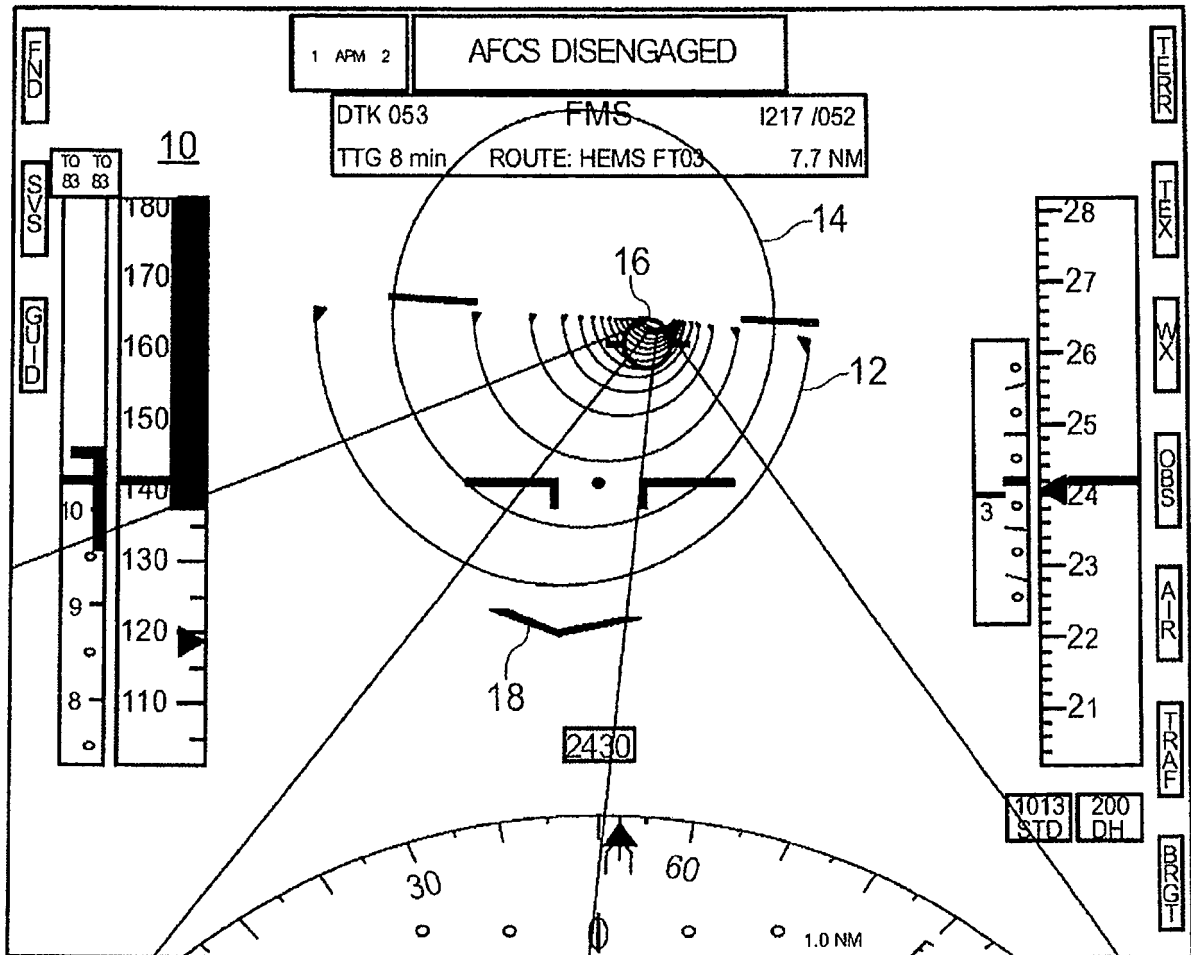 1 APM 2
AFCS DISENGAGED
DTK 053 FMS I217 /052
TTG 8 min ROUTE: HEMS FT03 7.7 NM
FND
SVS
GUID
10
TO TO
83 83
180
170
160
150
140
130
120
110
10
9
8
14
16
12
18
2430
30
60
E
1.0 NM
3
28
27
26
25
24
23
22
21
1013
STD
200
DH
TERR
TEX
WX
OBS
AIR
TRAF
BRGT